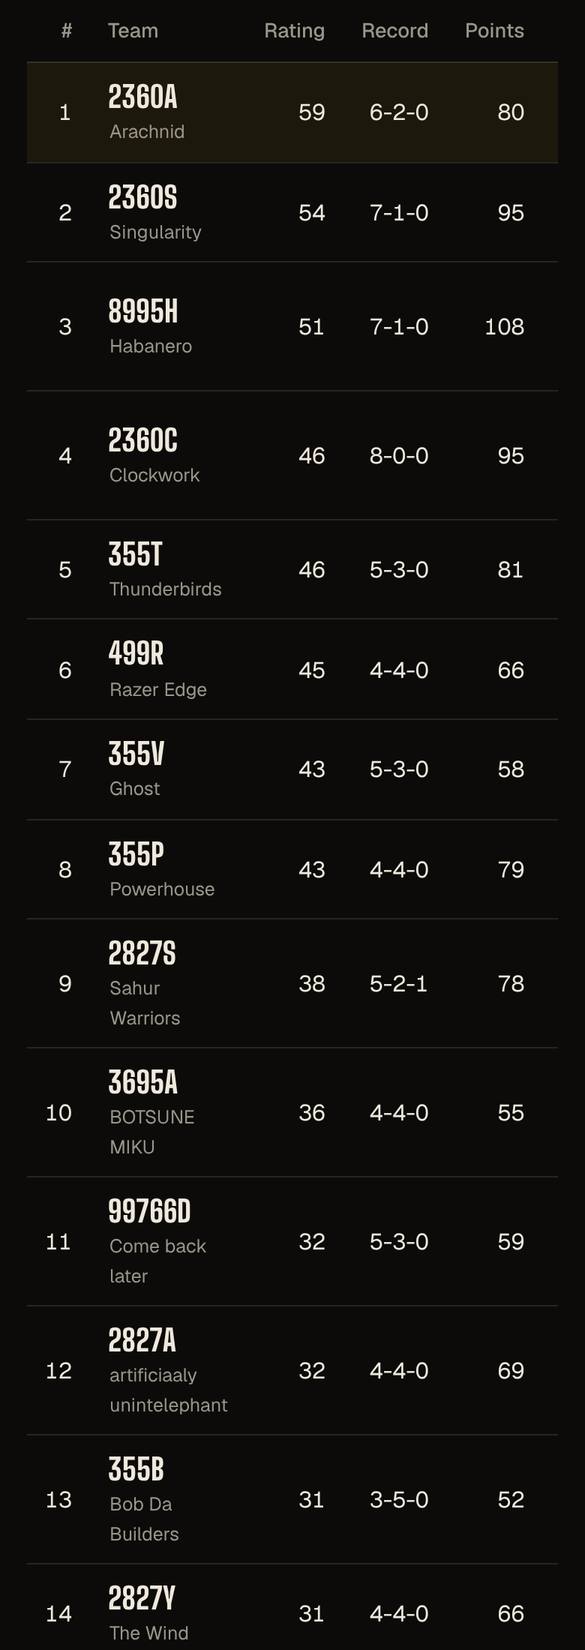 # Team Rating Record Points
1 2360A 59 6-2-0 80
Arachnid
2 2360S 54 7-1-0 95
Singularity
3 8995H 51 7-1-0 108
Habanero
4 2360C 46 8-0-0 95
Clockwork
5 355T 46 5-3-0 81
Thunderbirds
6 499R 45 4-4-0 66
Razer Edge
7 355V 43 5-3-0 58
Ghost
8 355P 43 4-4-0 79
Powerhouse
9 2827S 38 5-2-1 78
Sahur
Warriors
10 3695A 36 4-4-0 55
BOTSUNE
MIKU
11 99766D 32 5-3-0 59
Come back
later
12 2827A 32 4-4-0 69
artificiaaly
unintelephant
13 355B 31 3-5-0 52
Bob Da
Builders
14 2827Y 31 4-4-0 66
The Wind